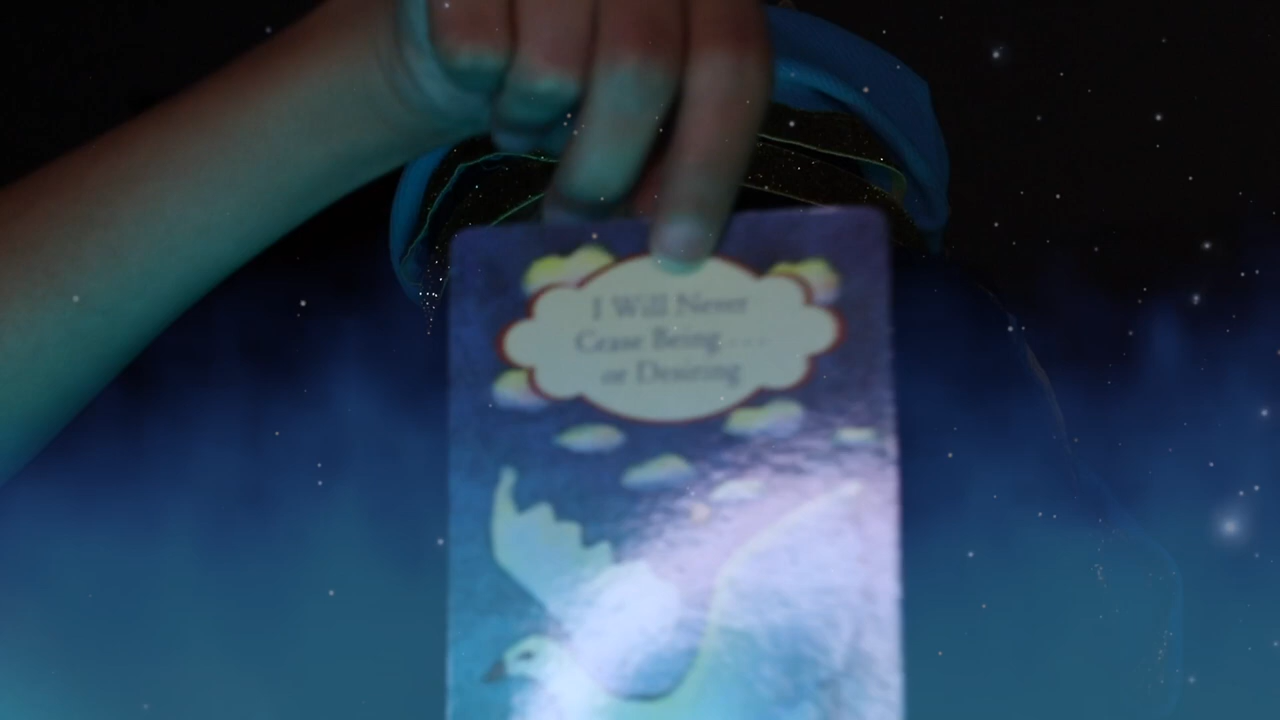 I Will Never
Cease Being.....
or Desiring